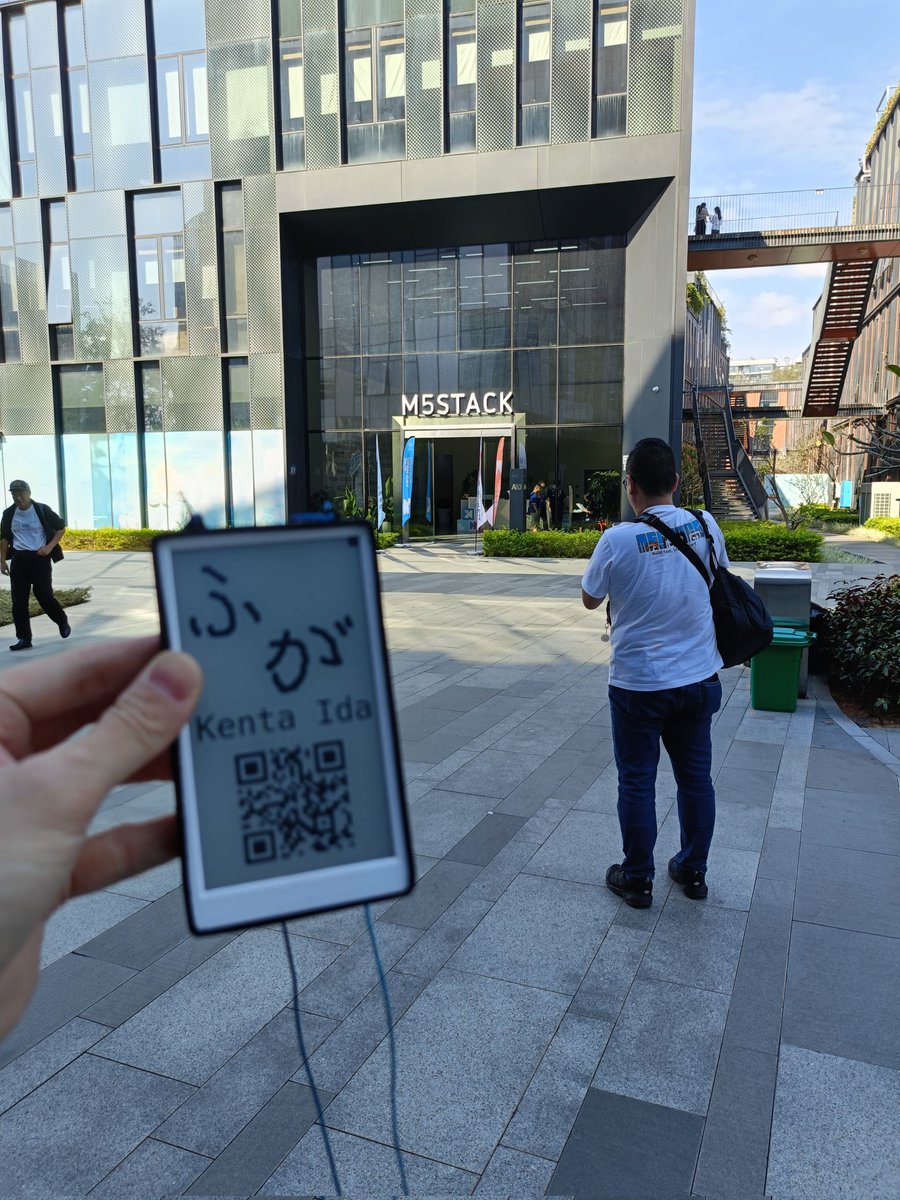 M5STACK
ふが
Kenta Ida